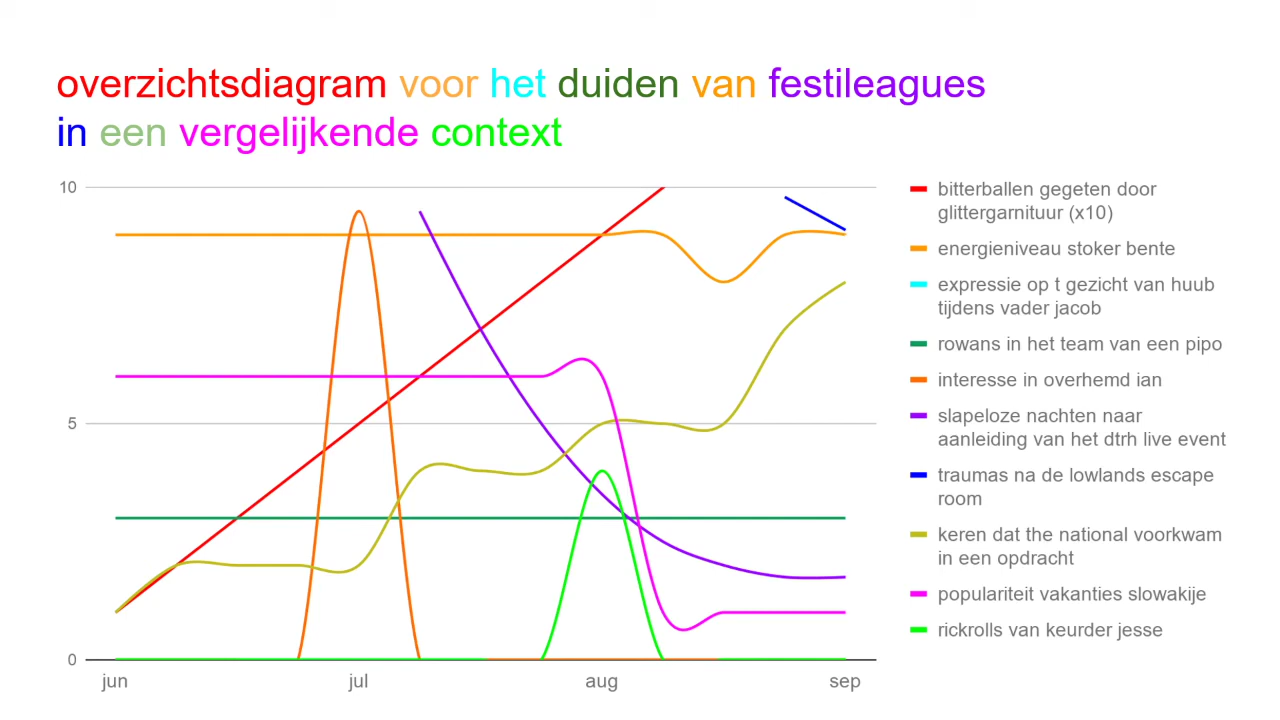 overzichtsdiagram voor het duiden van festileagues
in een vergelijkende context
10
5
0
jun jul aug sep
bitterballen gegeten door
glittergarnituur (x10)
energieniveau stoker bente
expressie op t gezicht van huub
tijdens vader jacob
rowans in het team van een pipo
interesse in overhemd ian
slapeloze nachten naar
aanleiding van het dtrh live event
traumas na de lowlands escape
room
keren dat the national voorkwam
in een opdracht
populariteit vakanties slowakije
rickrolls van keurder jesse